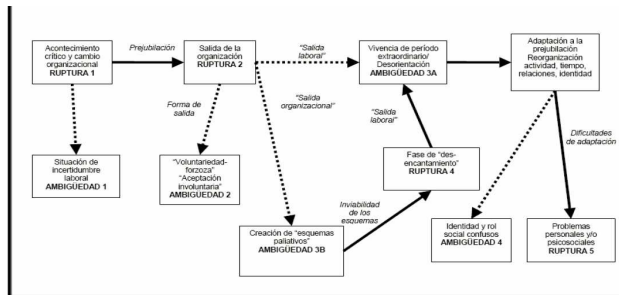 Acontecimiento
crítico y cambio
organizacional
RUPTURA 1
Prejubilación
Salida de la
organización
RUPTURA 2
"Salida
laboral"
Vivencia de período
extraordinario/
Desorientación
AMBIGÜEDAD 3A
Adaptación a la
prejubilación
Reorganización
actividad, tiempo,
relaciones, identidad
"Salida
organizacional"
Forma de
salida
"Salida
laboral"
Dificultades
de adaptación
Situación de
incertidumbre
laboral
AMBIGÜEDAD 1
"Voluntariedad-
forzoza"
"Aceptación
involuntaria"
AMBIGÜEDAD 2
Fase de "des-
encantamiento"
RUPTURA 4
Inviabilidad
de los
esquemas
Creación de "esquemas
paliativos"
AMBIGÜEDAD 3B
Identidad y rol
social confusos
AMBIGÜEDAD 4
Problemas
personales y/o
psicosociales
RUPTURA 5